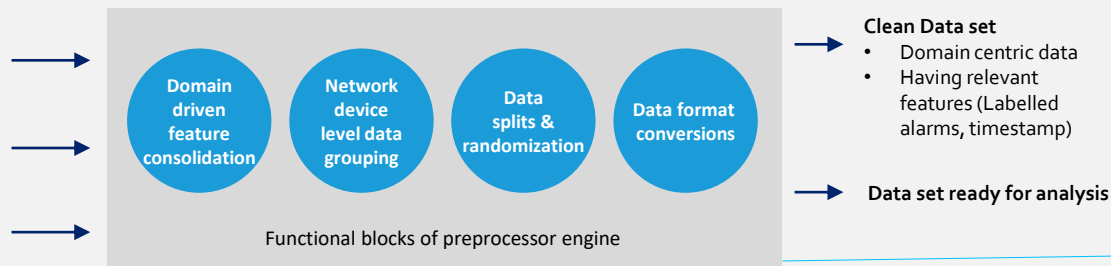 Domain
driven
feature
consolidation
Network
device
level data
grouping
Data
splits &
randomization
Data format
conversions
Functional blocks of preprocessor engine
Clean Data set
• Domain centric data
• Having relevant
features (Labelled
alarms, timestamp)
Data set ready for analysis